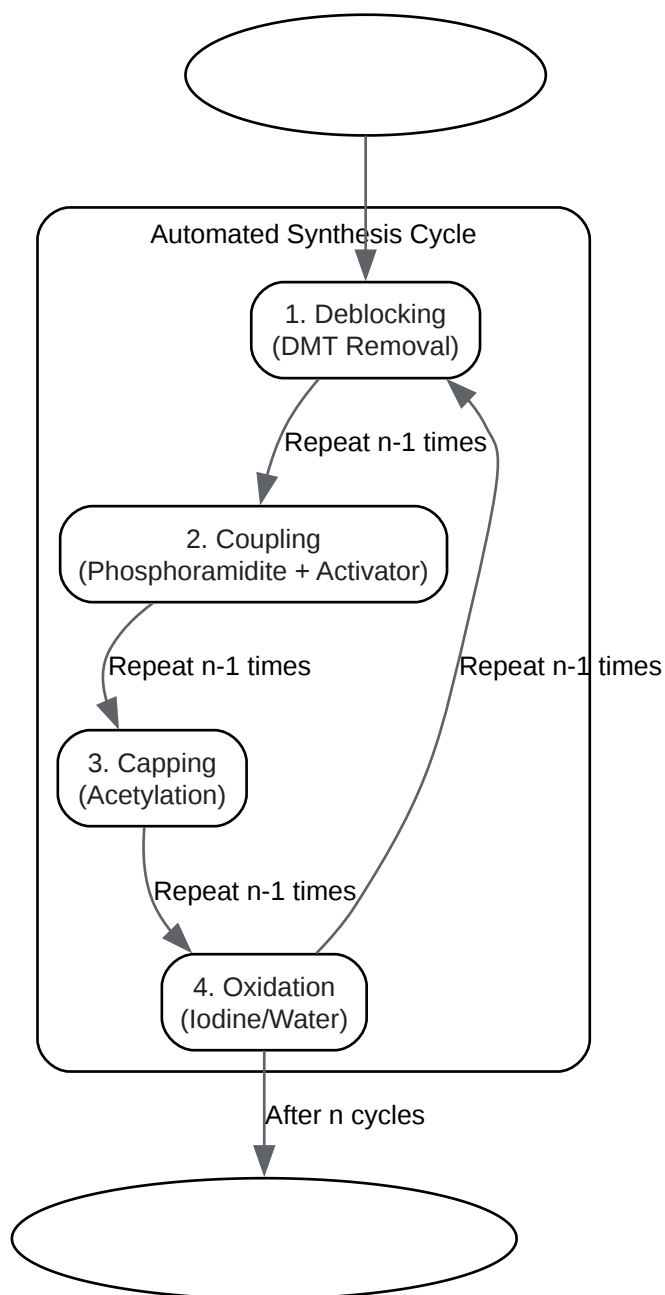 Automated Synthesis Cycle
1. Deblocking
(DMT Removal)
Repeat n-1 times
2. Coupling
(Phosphoramidite + Activator)
Repeat n-1 times
Repeat n-1 times
3. Capping
(Acetylation)
Repeat n-1 times
4. Oxidation
(Iodine/Water)
After n cycles